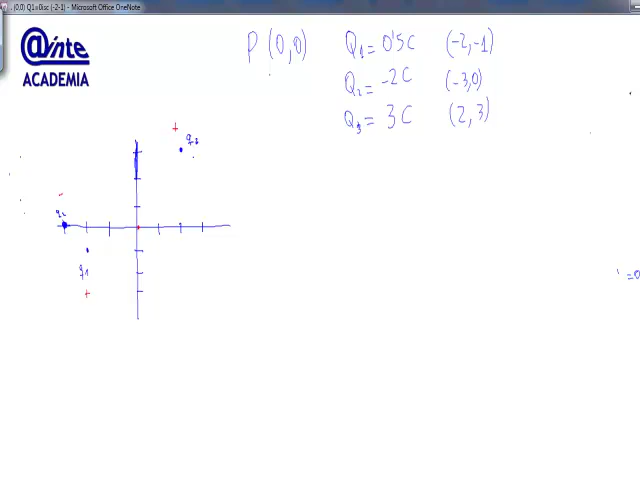 (0,0) Q1=0isc (-2-1) - Microsoft Office OneNote
@inte
ACADEMIA
P (0,0)
Q1 = 0'5C (-2,-1)
Q2 = -2C (-3,0)
Q3 = 3C (2,3)
+
q3
-
q2
q1
+
=0